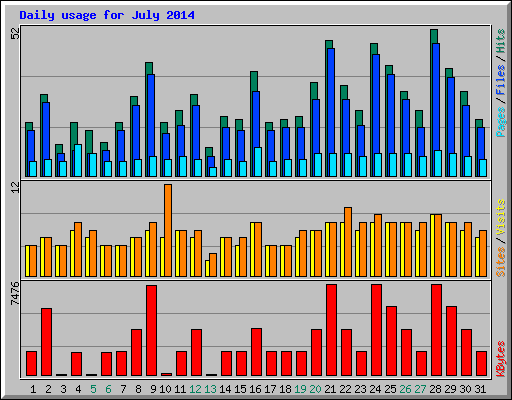 Daily usage for July 2014
52
Pages / Files / Hits
12
Sites / Visits
7476
KBytes
1 2 3 4 5 6 7 8 9 10 11 12 13 14 15 16 17 18 19 20 21 22 23 24 25 26 27 28 29 30 31